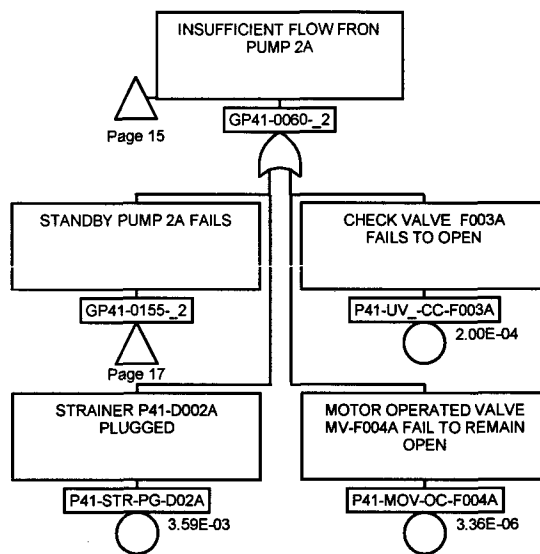 INSUFFICIENT FLOW FRON
PUMP 2A
Page 15
GP41-0060-_2
STANDBY PUMP 2A FAILS
GP41-0155-_2
Page 17
CHECK VALVE F003A
FAILS TO OPEN
P41-UV_-CC-F003A
2.00E-04
STRAINER P41-D002A
PLUGGED
P41-STR-PG-D02A
3.59E-03
MOTOR OPERATED VALVE
MV-F004A FAIL TO REMAIN
OPEN
P41-MOV-OC-F004A
3.36E-06